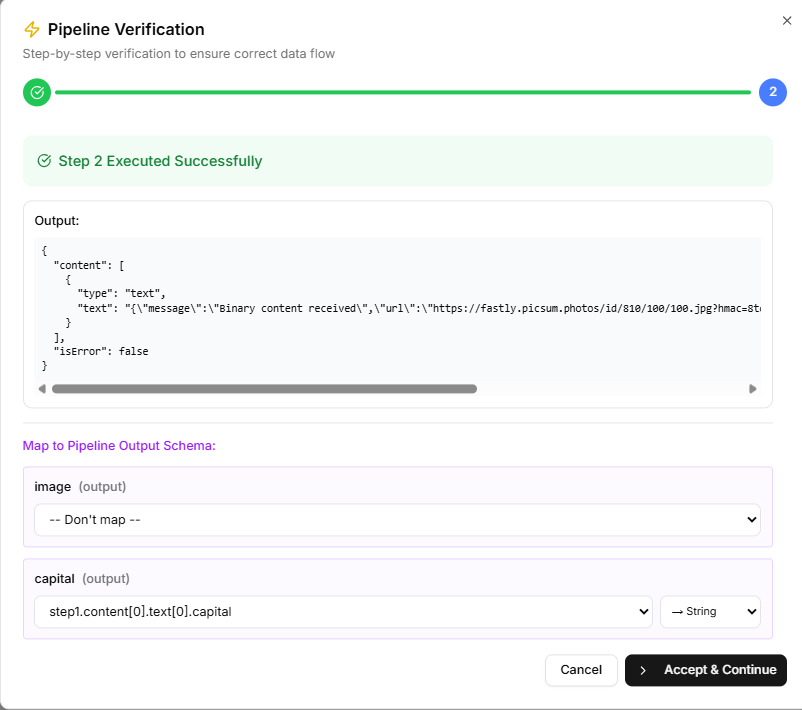 Pipeline Verification
Step-by-step verification to ensure correct data flow
2
Step 2 Executed Successfully
Output:
{
"content": [
{
"type": "text",
"text": "{\"message\":\"Binary content received\",\"url\":\"https://fastly.picsum.photos/id/810/100/100.jpg?hmac=8t
}
],
"isError": false
}
Map to Pipeline Output Schema:
image (output)
-- Don't map --
capital (output)
step1.content[0].text[0].capital
→ String
Cancel
Accept & Continue